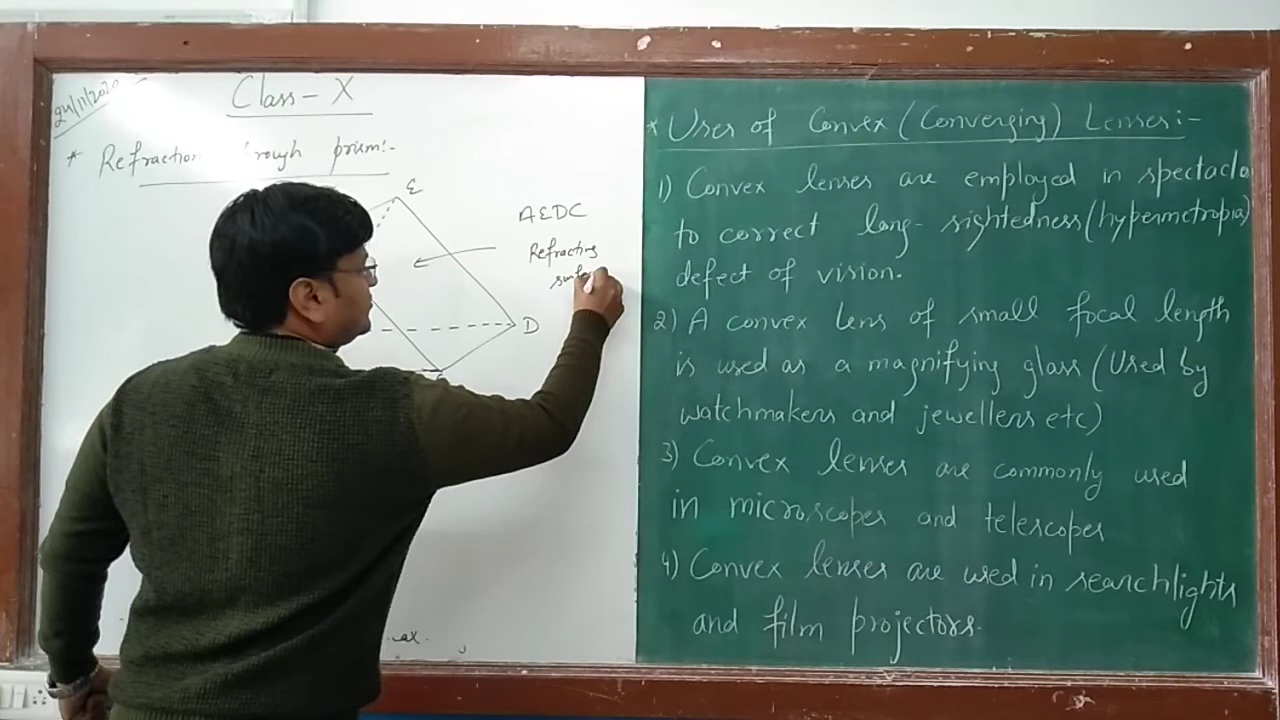 24/11/2020
Class - X
* Refraction through prism:-
E
AEDC
Refracting
D
* Uses of Convex (Converging) Lenses:-
1) Convex lenses are employed in spectacles
to correct long-sightedness (hypermetropia)
defect of vision.
2) A convex lens of small focal length
is used as a magnifying glass (Used by
watchmakers and jewellers etc)
3) Convex lenses are commonly used
in microscopes and telescopes
4) Convex lenses are used in searchlights
and film projectors.